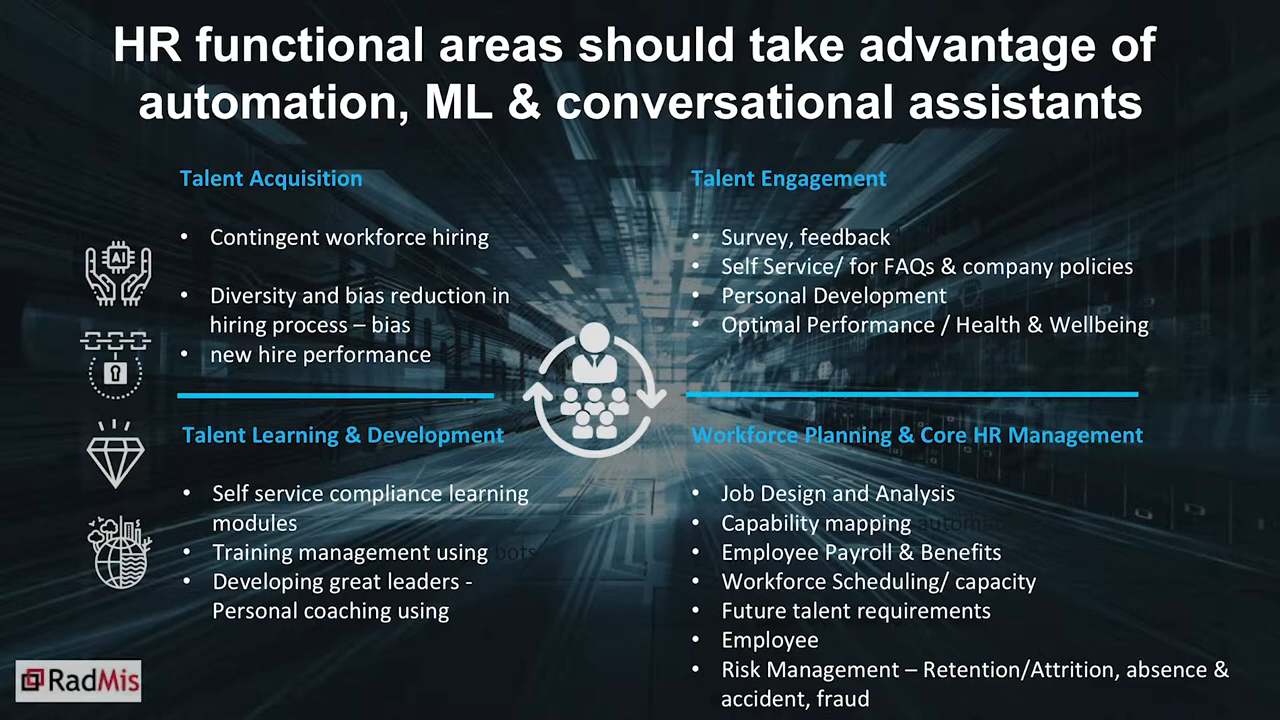 HR functional areas should take advantage of
automation, ML & conversational assistants
Talent Acquisition
• Contingent workforce hiring
• Diversity and bias reduction in
hiring process – bias
• new hire performance
Talent Engagement
• Survey, feedback
• Self Service/ for FAQs & company policies
• Personal Development
• Optimal Performance / Health & Wellbeing
AI
Talent Learning & Development
• Self service compliance learning
modules
• Training management using bots
• Developing great leaders -
Personal coaching using
Workforce Planning & Core HR Management
• Job Design and Analysis
• Capability mapping
• Employee Payroll & Benefits
• Workforce Scheduling/ capacity
• Future talent requirements
• Employee
• Risk Management – Retention/Attrition, absence &
accident, fraud
RadMis